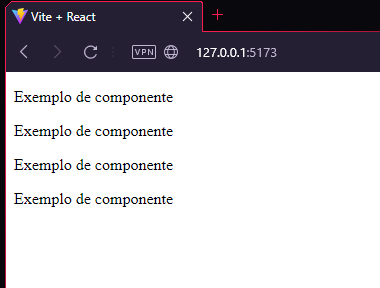 Vite + React
VPN 127.0.0.1:5173
Exemplo de componente
Exemplo de componente
Exemplo de componente
Exemplo de componente